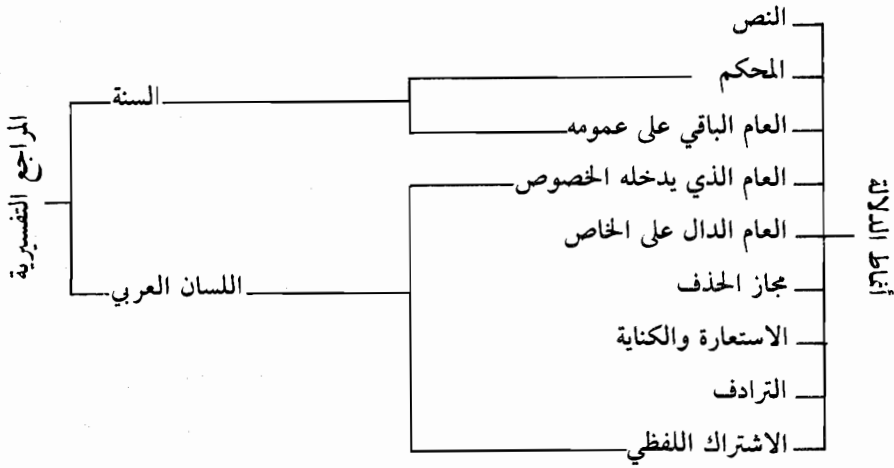 أنماط الدلالة
النص
المحكم
العام الباقي على عمومه
العام الذي يدخله الخصوص
العام الدال على الخاص
مجاز الحذف
الاستعارة والكناية
الترادف
الاشتراك اللفظي
السنة
اللسان العربي
المراجع التفسيرية